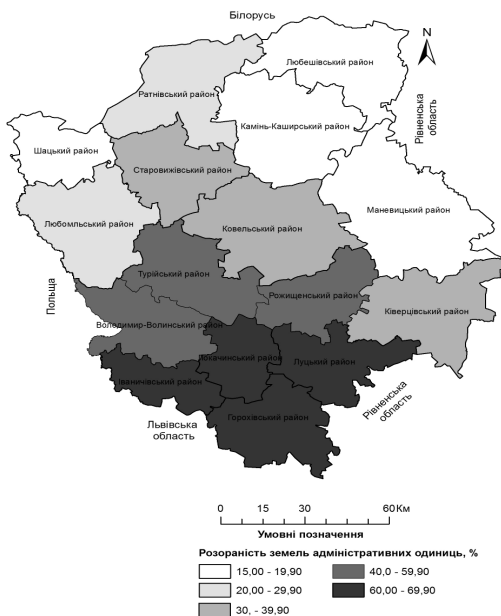 Білорусь
N
Любешівський район
Ратнівський район
Рівненська область
Камінь-Каширський район
Шацький район
Старовижівський район
Маневицький район
Любомльський район
Ковельський район
Турійський район
Польща
Рожищенський район
Ківерцівський район
Володимир-Волинський район
Локачинський район
Луцький район
Іваничівський район
Рівненська область
Горохівський район
Львівська
область
0 15 30 60 Км
Умовні позначення
Розораність земель адміністративних одиниць, %
15,00 - 19,90
40,0 - 59,90
20,00 - 29,90
60,00 - 69,90
30, - 39,90